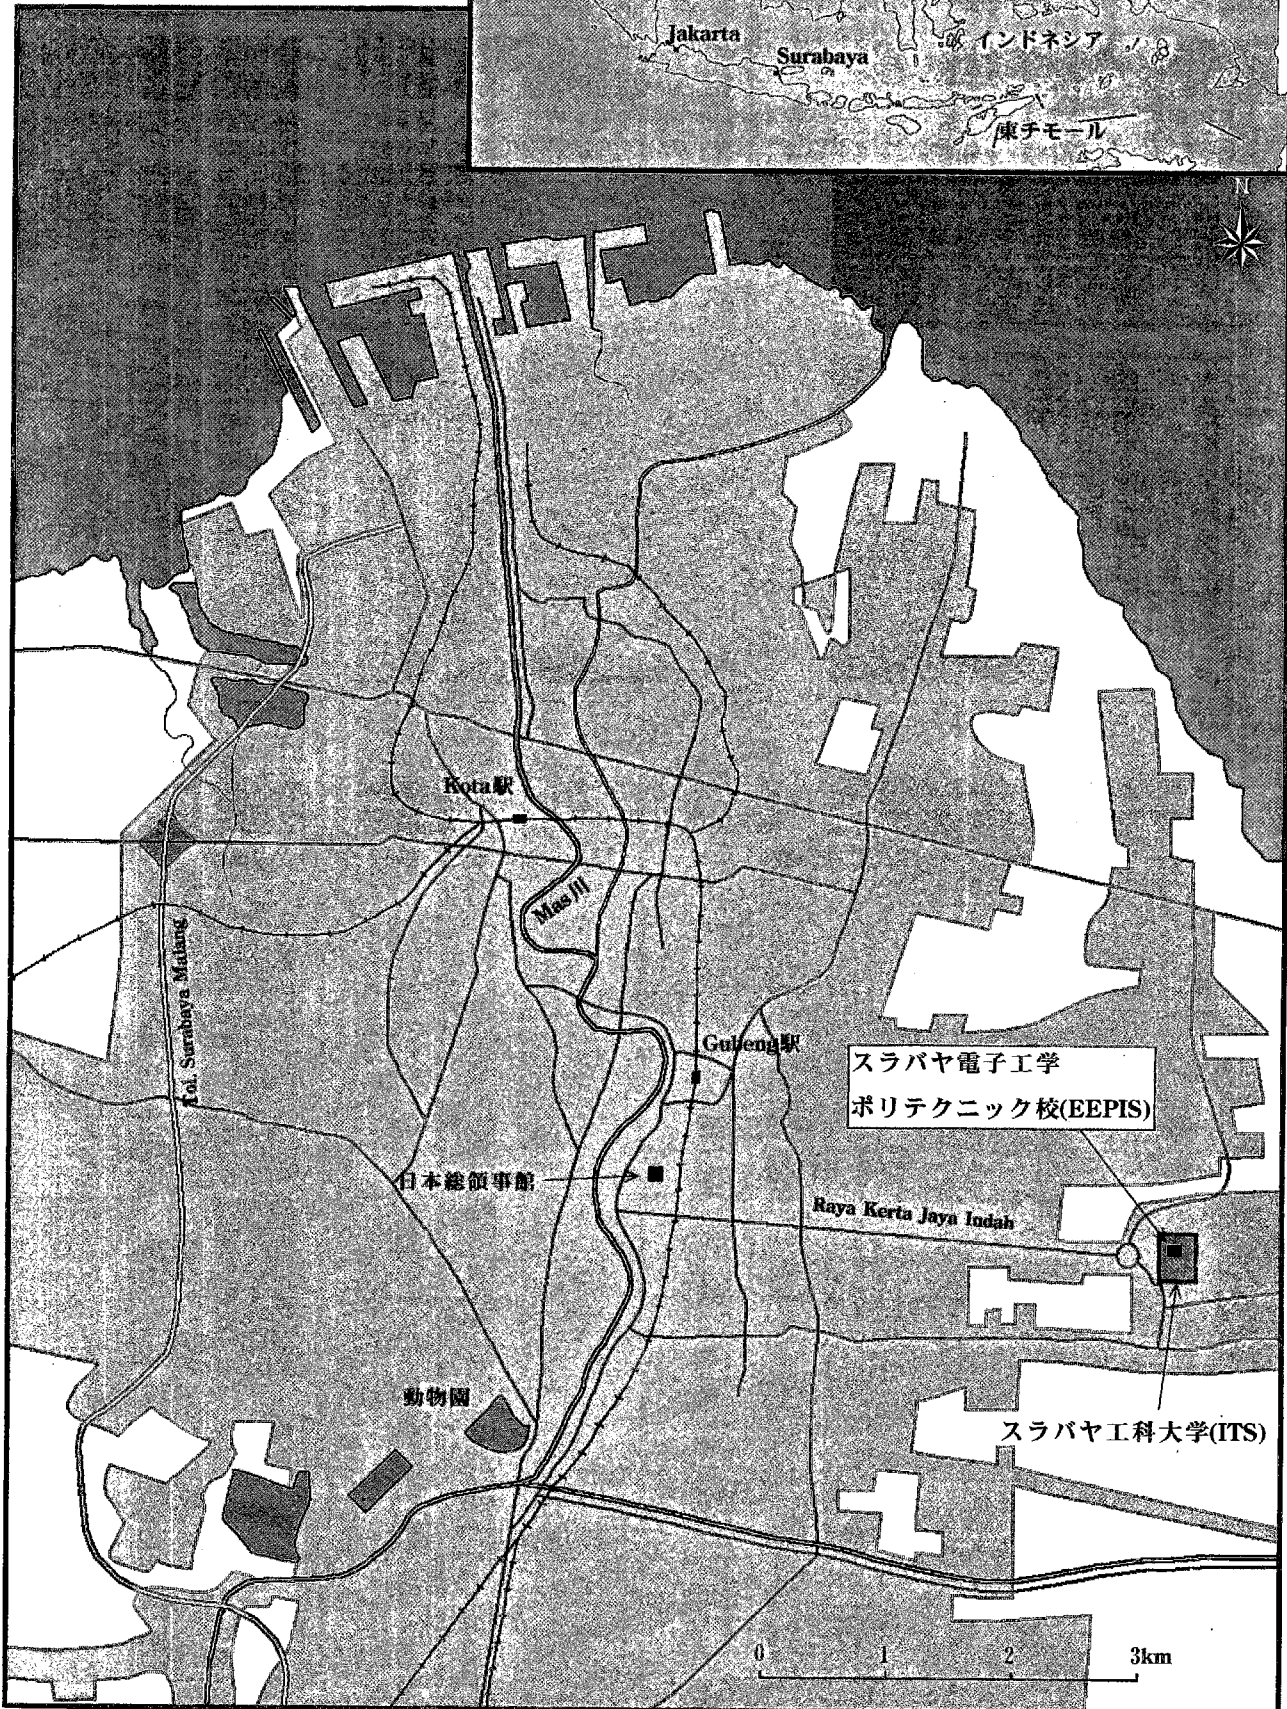 Jakarta
インドネシア
Surabaya
東チモール
N
Kota駅
Mas川
Tol. Surabaya Malang
Gubeng駅
スラバヤ電子工学
ポリテクニック校(EEPIS)
日本総領事館
Raya Kerta Jaya Indah
動物園
スラバヤ工科大学(ITS)
0 1 2 3km